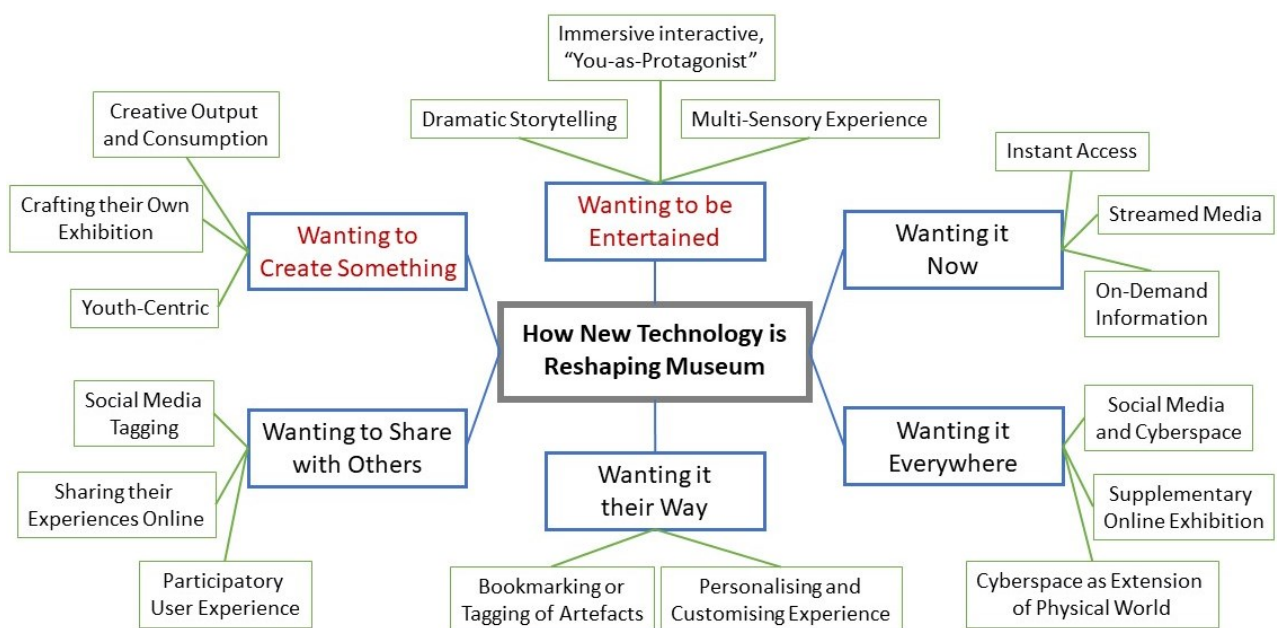 Immersive interactive,
“You-as-Protagonist”
Dramatic Storytelling
Multi-Sensory Experience
Wanting to be
Entertained
Creative Output
and Consumption
Crafting their Own
Exhibition
Youth-Centric
Wanting to
Create Something
Instant Access
Streamed Media
On-Demand
Information
Wanting it
Now
How New Technology is
Reshaping Museum
Social Media
Tagging
Sharing their
Experiences Online
Participatory
User Experience
Wanting to Share
with Others
Wanting it
their Way
Bookmarking or
Tagging of Artefacts
Personalising and
Customising Experience
Wanting it
Everywhere
Social Media
and Cyberspace
Supplementary
Online Exhibition
Cyberspace as Extension
of Physical World